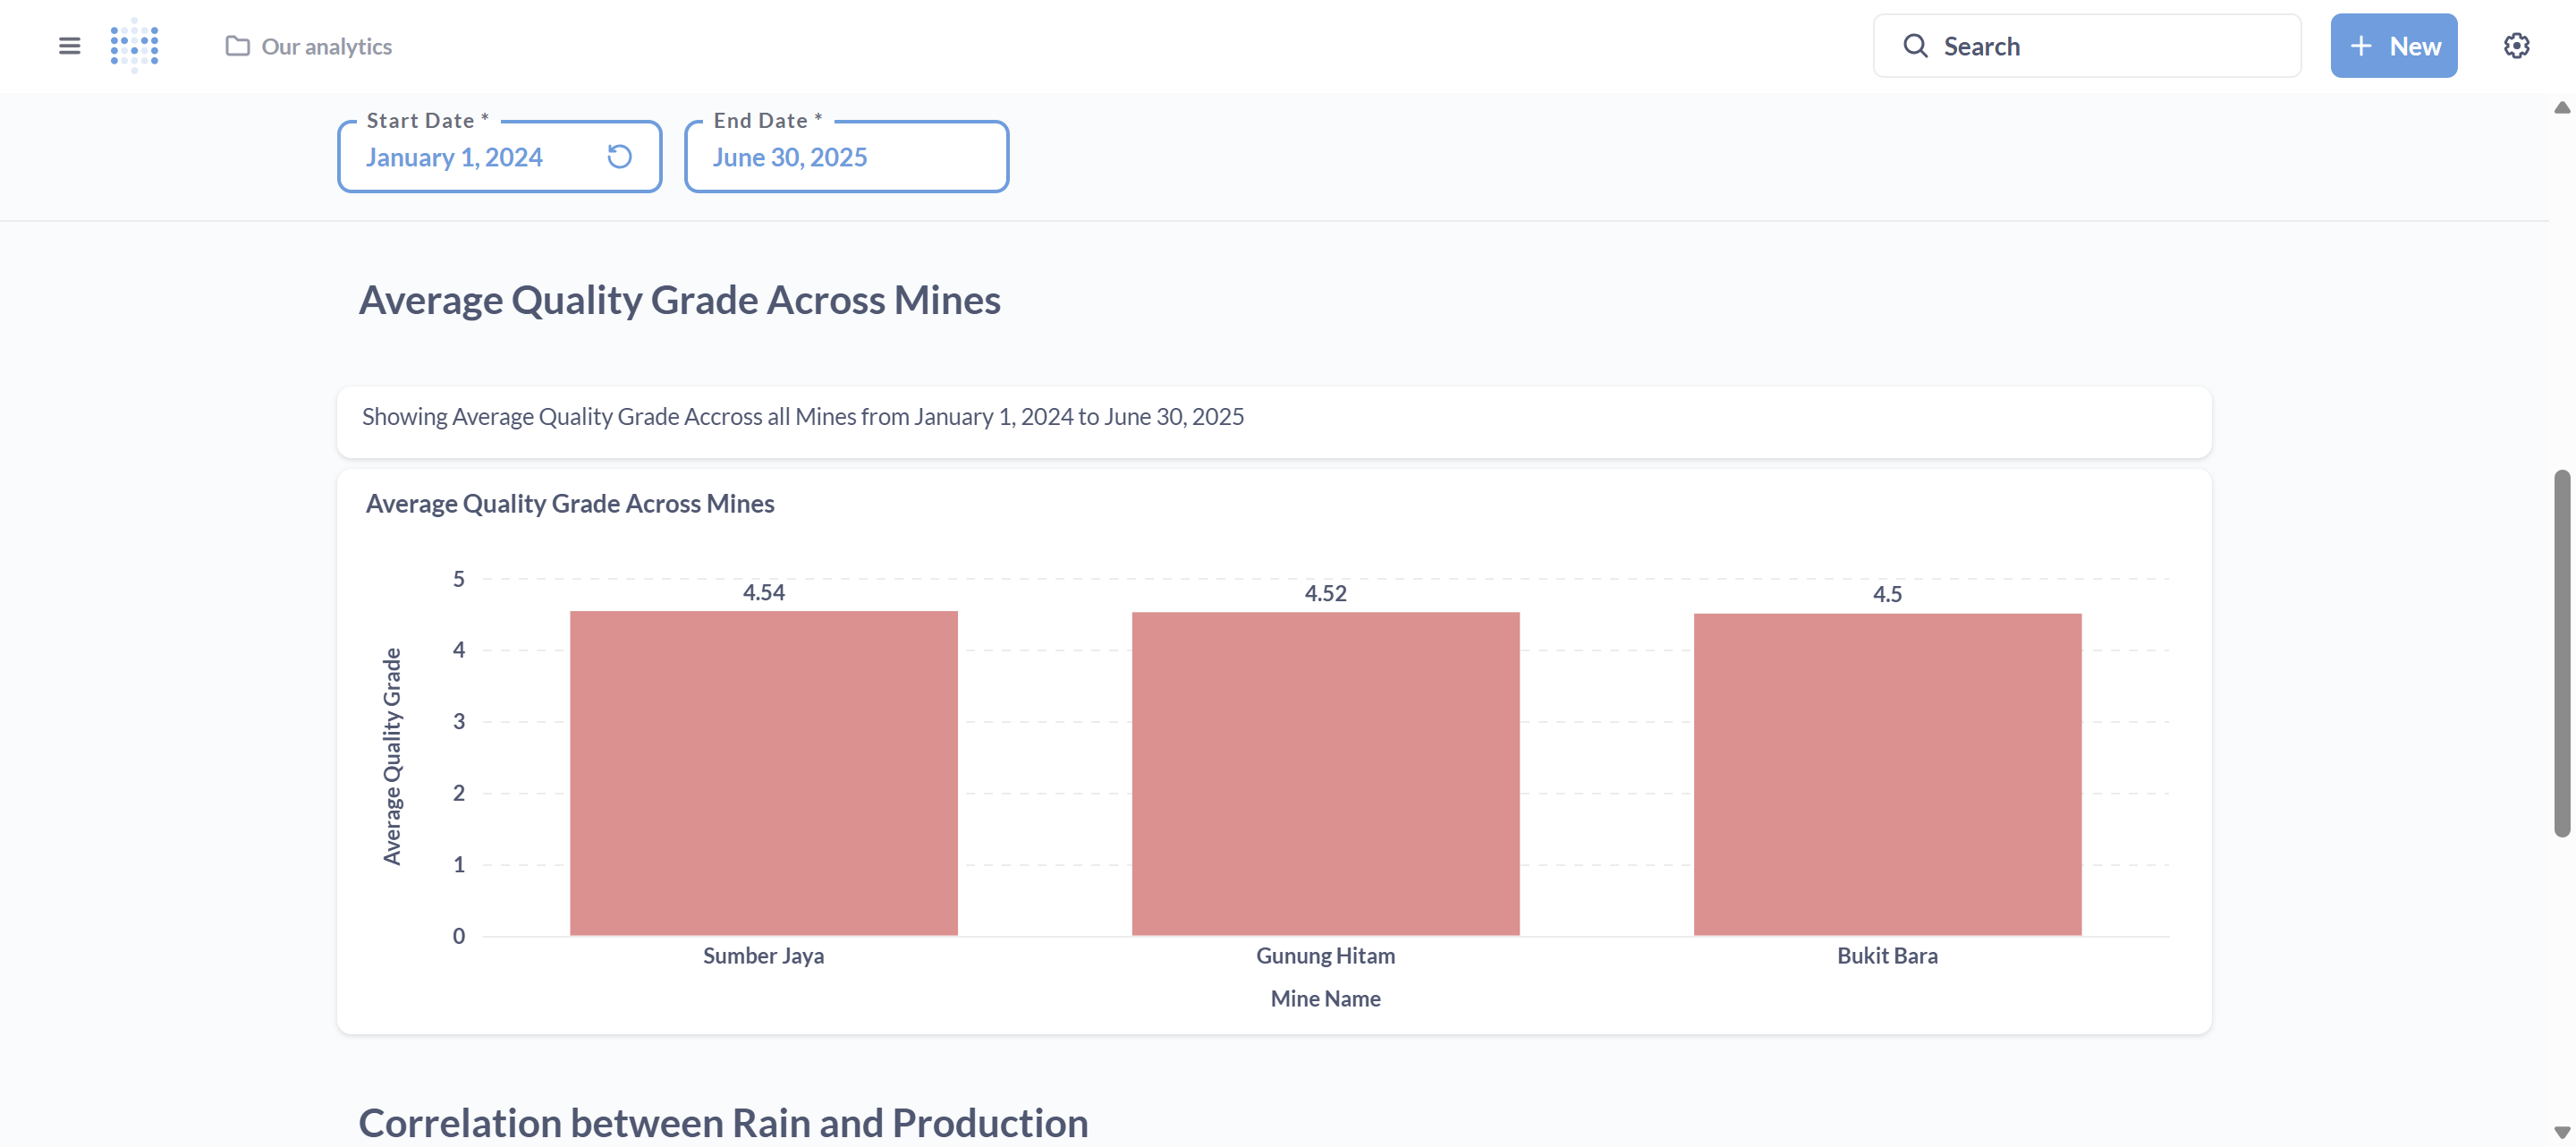 Our analytics
Search
New
Start Date *
January 1, 2024
End Date *
June 30, 2025
Average Quality Grade Across Mines
Showing Average Quality Grade Accross all Mines from January 1, 2024 to June 30, 2025
Average Quality Grade Across Mines
Average Quality Grade
5
4
3
2
1
0
4.54
4.52
4.5
Sumber Jaya
Gunung Hitam
Bukit Bara
Mine Name
Correlation between Rain and Production